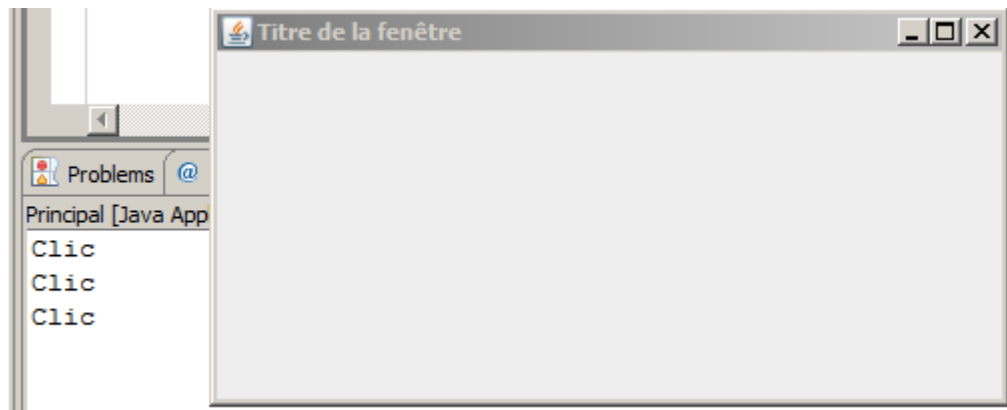 Titre de la fenêtre
Problems @
Principal [Java App
Clic
Clic
Clic